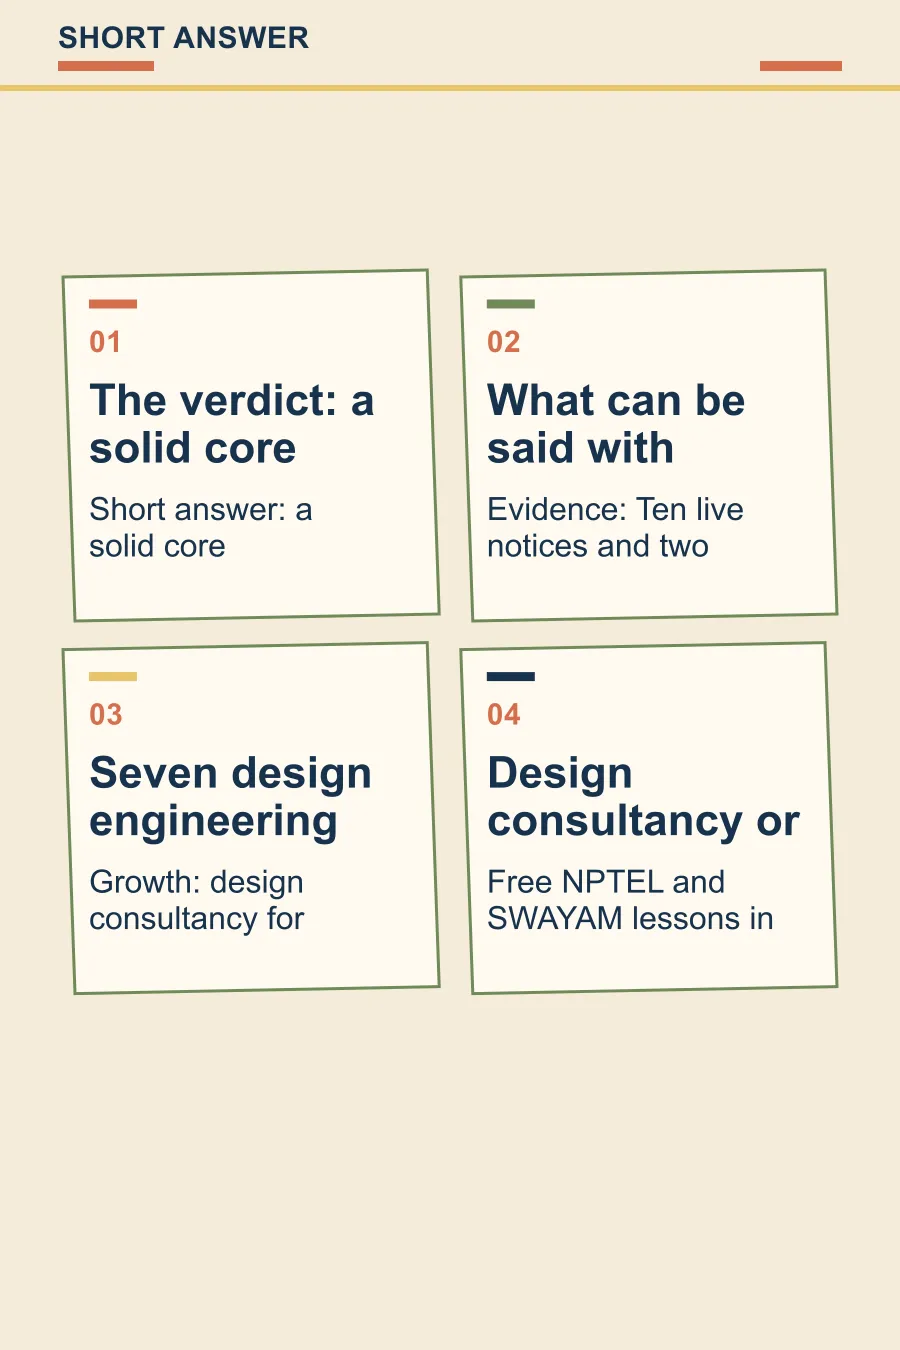 SHORT ANSWER
01
The verdict: a
solid core
Short answer: a
solid core
02
What can be
said with
Evidence: Ten live
notices and two
03
Seven design
engineering
Growth: design
consultancy for
04
Design
consultancy or
Free NPTEL and
SWAYAM lessons in